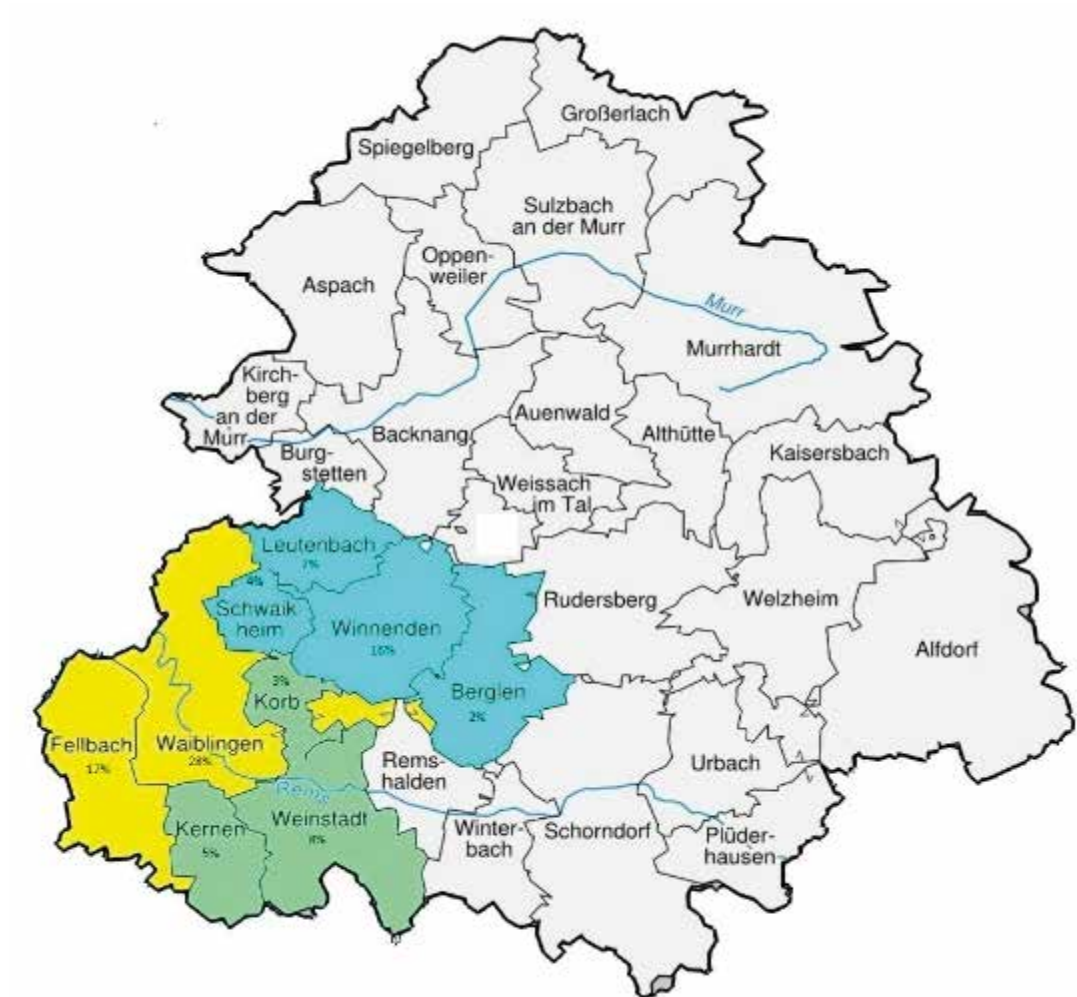 Großerlach
Spiegelberg
Sulzbach
an der Murr
Oppen-
weiler
Aspach
Murr
Murrhardt
Kirch-
berg
an der
Murr
Backnang
Auenwald
Althütte
Kaisersbach
Burg-
stetten
Weissach
im Tal
Leutenbach
7%
4%
Schwaik
heim
Winnenden
16%
Rudersberg
Welzheim
Alfdorf
Berglen
2%
3%
Korb
Fellbach
17%
Waiblingen
28%
Rems-
halden
Urbach
Rems
Kernen
5%
Weinstadt
8%
Winter-
bach
Schorndorf
Plüder-
hausen